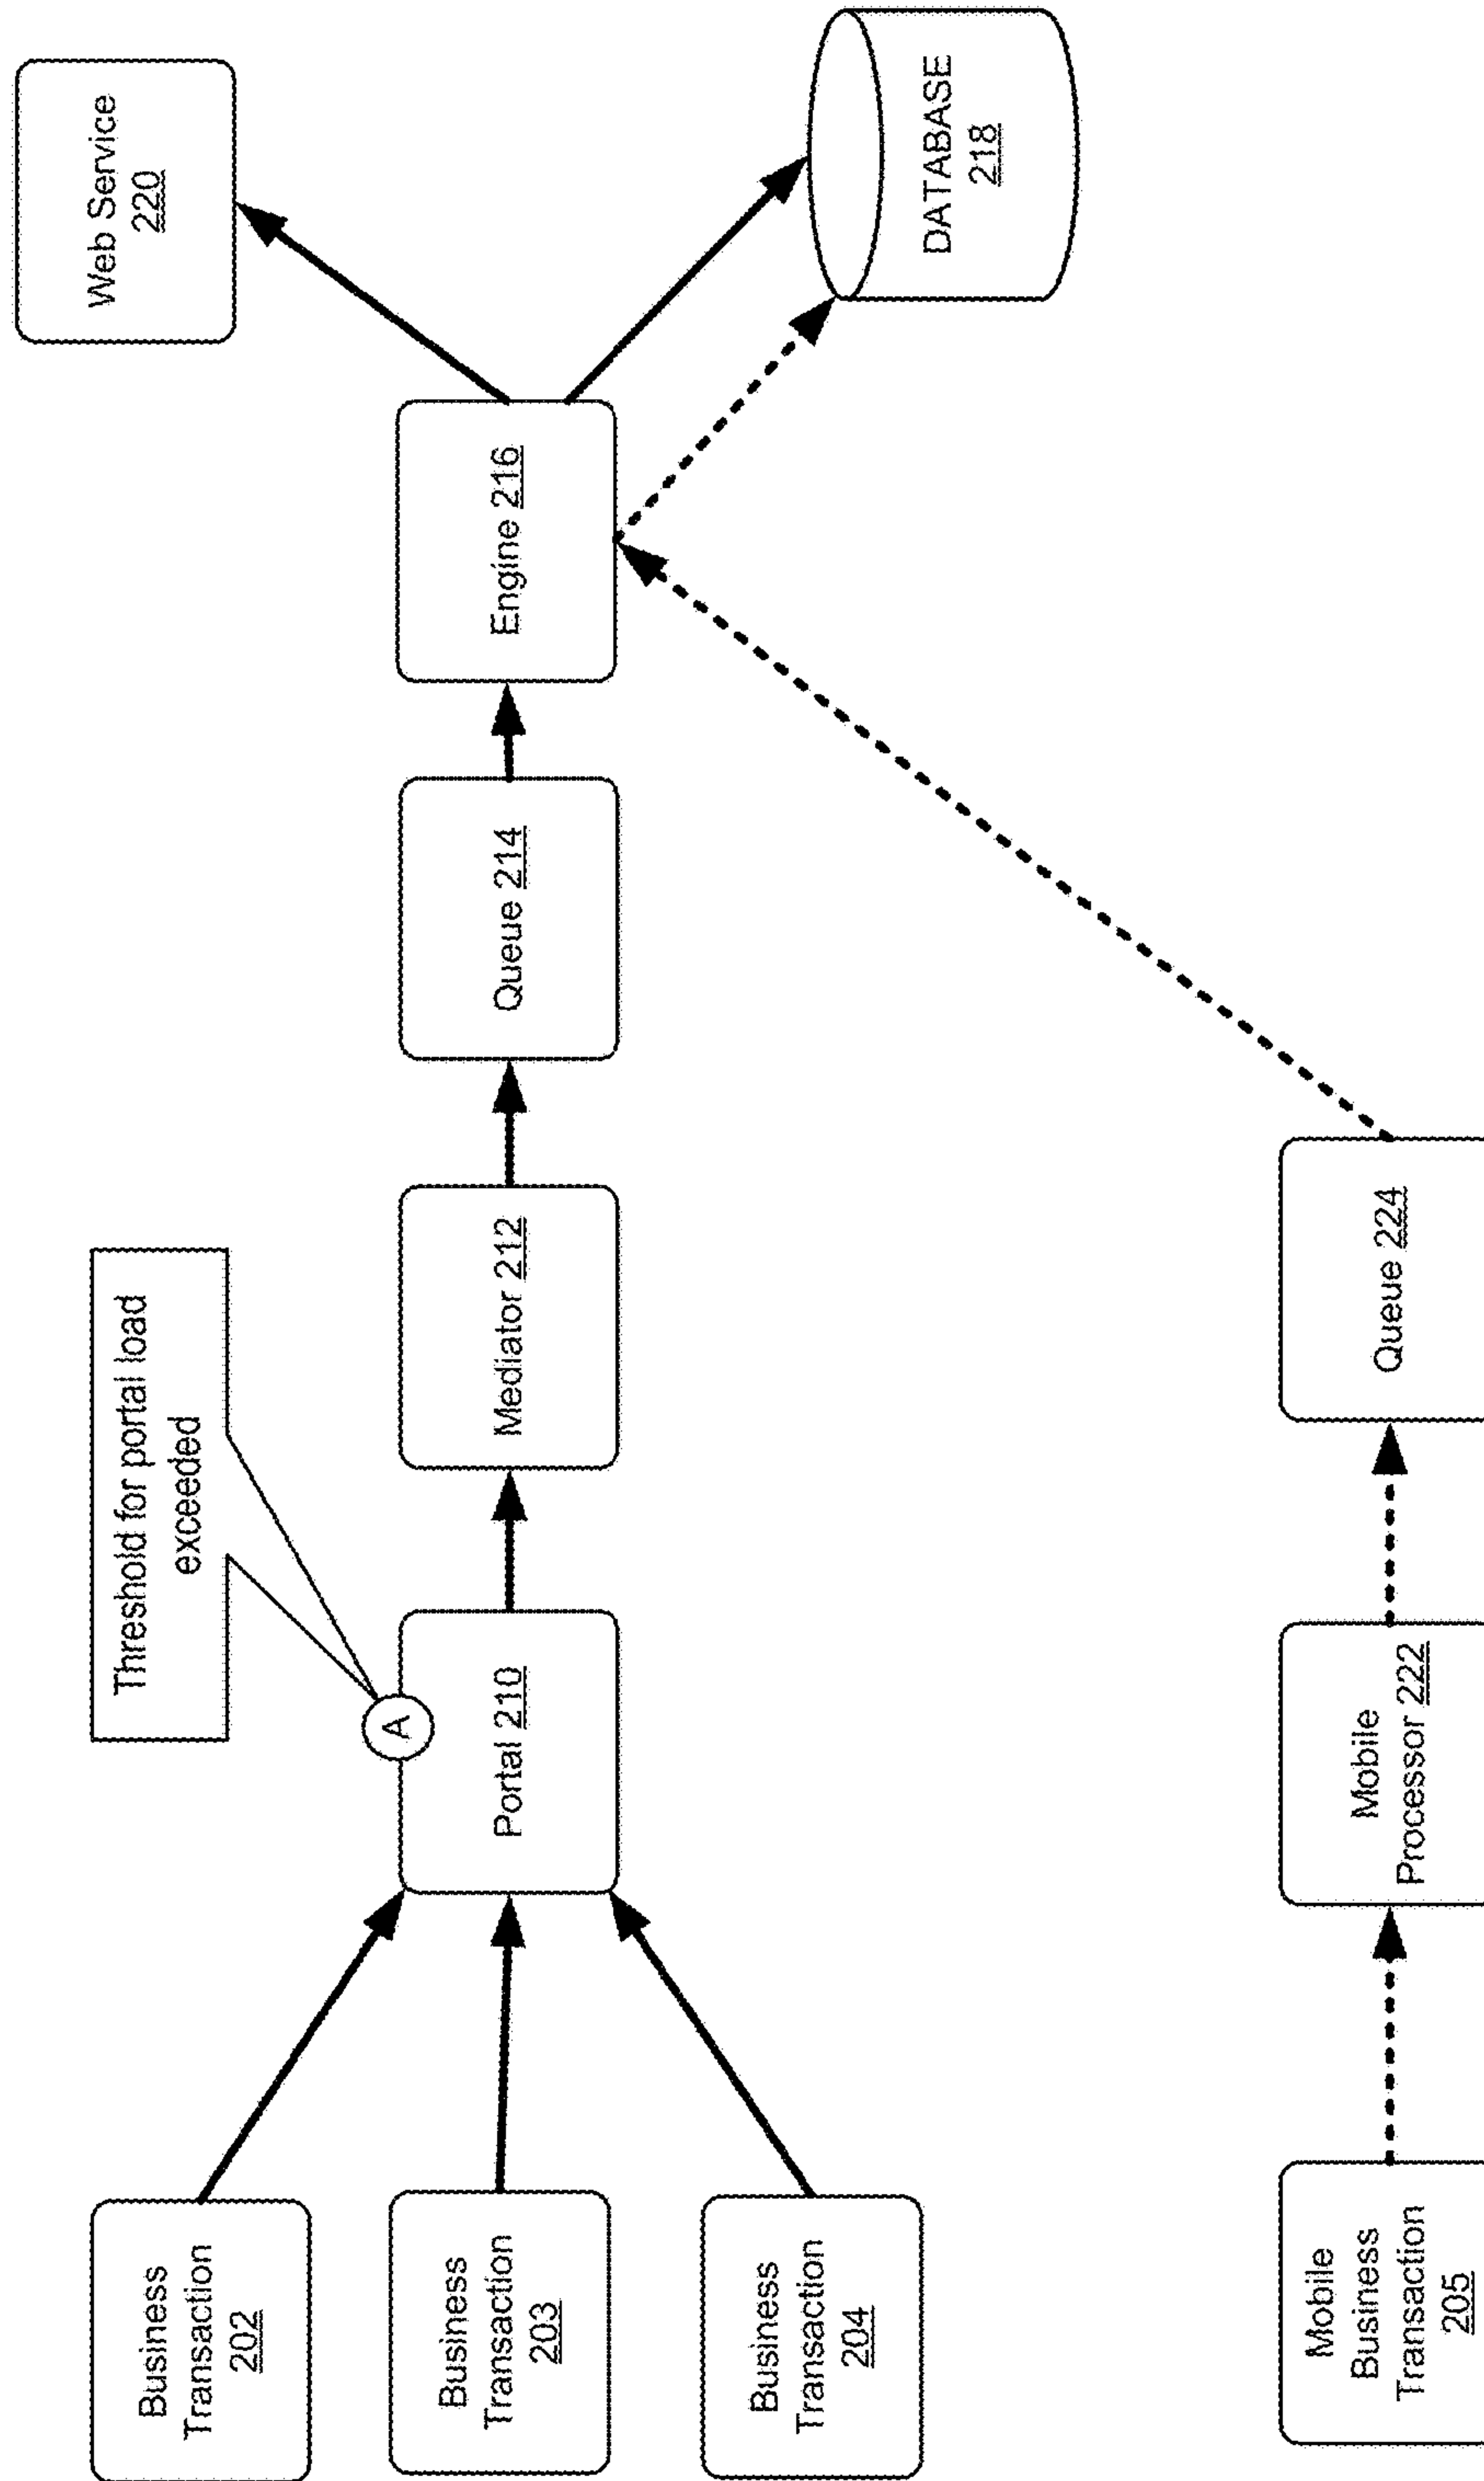 Threshold for portal load
exceeded
A
Business
Transaction
202
Business
Transaction
203
Business
Transaction
204
Portal 210
Mediator 212
Queue 214
Engine 216
Web Service
220
DATABASE
218
Mobile
Business
Transaction
205
Mobile
Processor 222
Queue 224